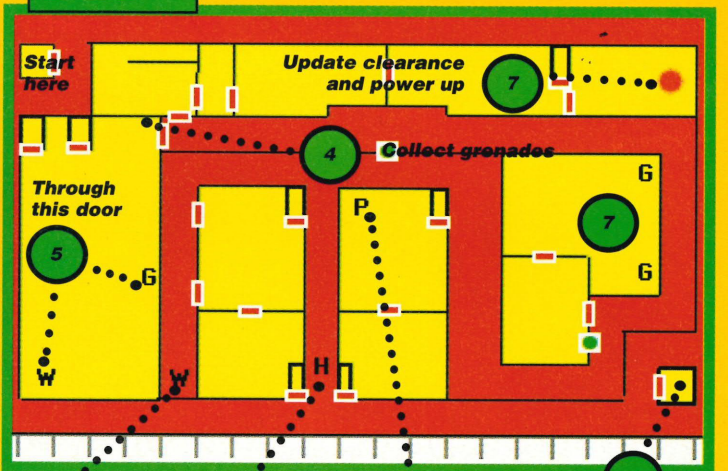 Start
here
Update clearance
and power up
7
4
Collect grenades
G
Through
this door
P
7
5
G
G
W
W
H